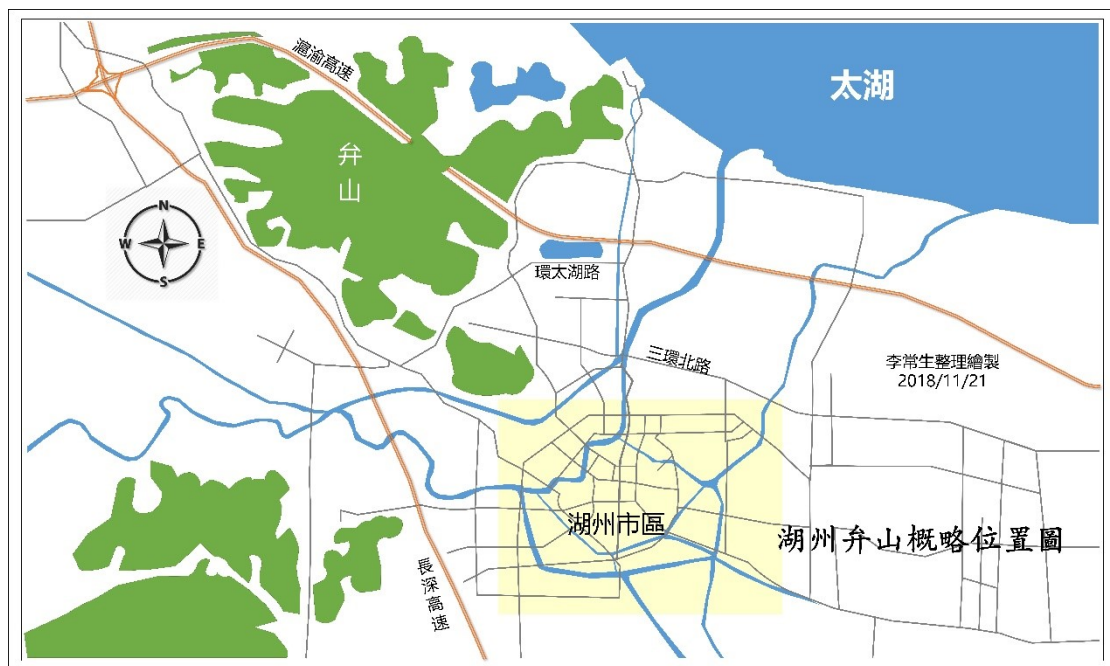 滬渝高速
太湖
弁山
N
W E
S
環太湖路
三環北路
李常生整理繪製
2018/11/21
湖州市區
湖州弁山概略位置圖
長深高速